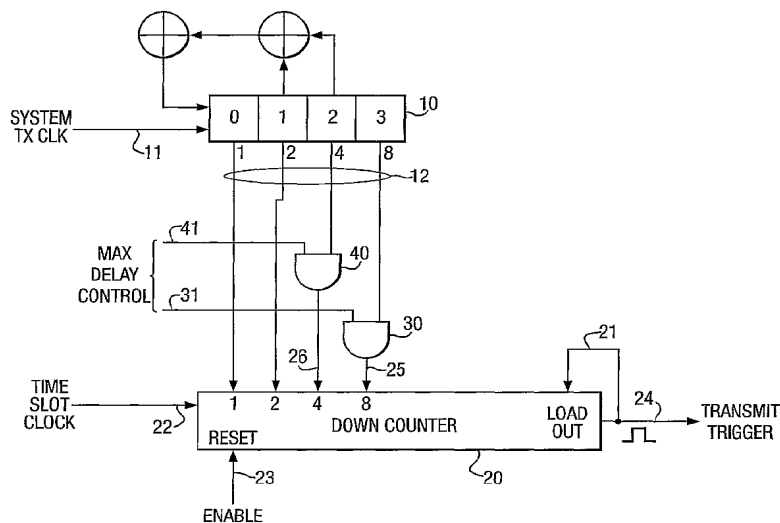 SYSTEM
TX CLK
11
0 1 2 3
10
1 2 4 8
12
41
MAX
DELAY
CONTROL
31
40
30
26
25
21
TIME
SLOT
CLOCK
22
1 2 4 8
RESET
DOWN COUNTER
LOAD
OUT
24
TRANSMIT
TRIGGER
23
20
ENABLE